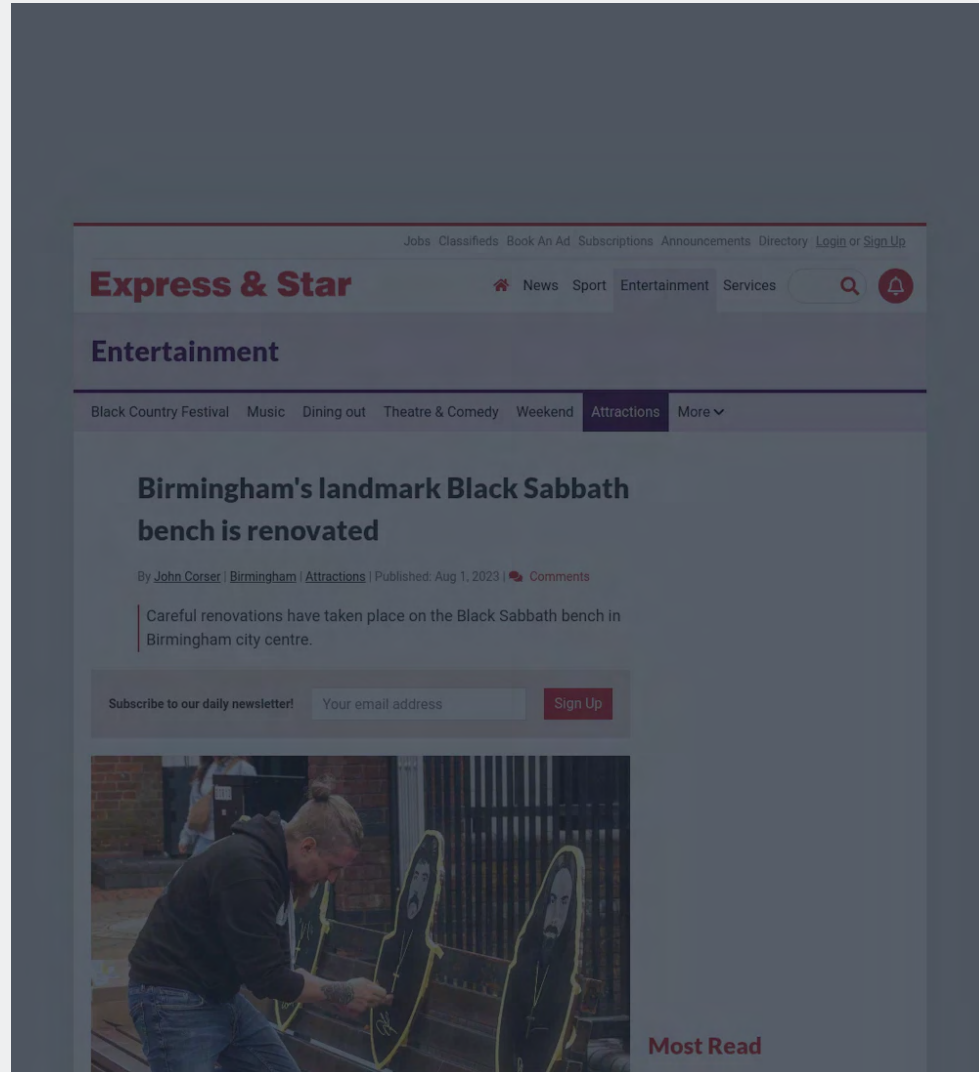 Jobs Classifieds Book An Ad Subscriptions Announcements Directory Login or Sign Up
Express & Star
News Sport Entertainment Services
Entertainment
Black Country Festival Music Dining out Theatre & Comedy Weekend Attractions More
Birmingham's landmark Black Sabbath
bench is renovated
By John Corser | Birmingham | Attractions | Published: Aug 1, 2023 | Comments
Careful renovations have taken place on the Black Sabbath bench in
Birmingham city centre.
Subscribe to our daily newsletter! Your email address Sign Up
Most Read